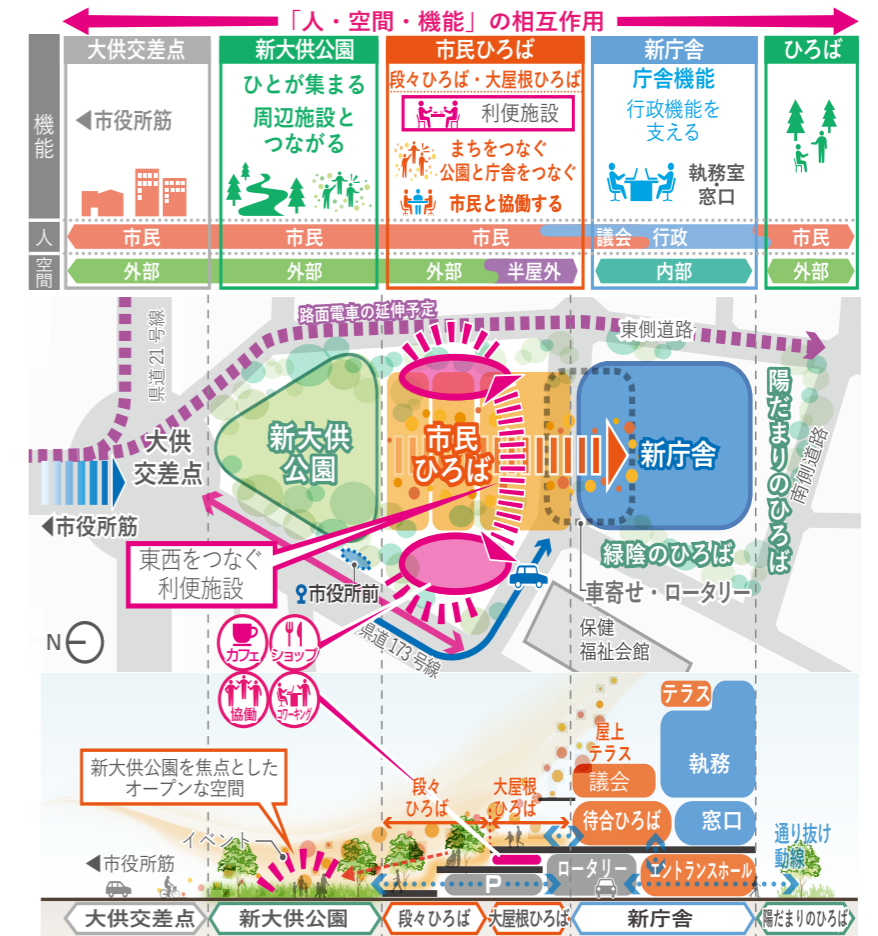 「人・空間・機能」の相互作用
大供交差点
新大供公園
市民ひろば
新庁舎
ひろば
機能
◀市役所筋
ひとが集まる
周辺施設と
つながる
段々ひろば・大屋根ひろば
利便施設
まちをつなぐ
公園と庁舎をつなぐ
市民と協働する
庁舎機能
行政機能を
支える
執務室・
窓口
人
市民
市民
市民
議会
行政
市民
空間
外部
外部
外部
半屋外
内部
外部
路面電車の延伸予定
東側道路
県道21号線
大供
交差点
新大供
公園
市民
ひろば
新庁舎
陽だまりのひろば
南側道路
◀市役所筋
東西をつなぐ
利便施設
市役所前
緑陰のひろば
車寄せ・ロータリー
N
県道173号線
保健
福祉会館
カフェ
ショップ
協働
コワーキング
テラス
屋上
テラス
執務
新大供公園を焦点とした
オープンな空間
段々
ひろば
大屋根
ひろば
議会
待合ひろば
窓口
通り抜け
動線
イベント
◀市役所筋
P
ロータリー
エントランスホール
大供交差点
新大供公園
段々ひろば
大屋根ひろば
新庁舎
陽だまりのひろば